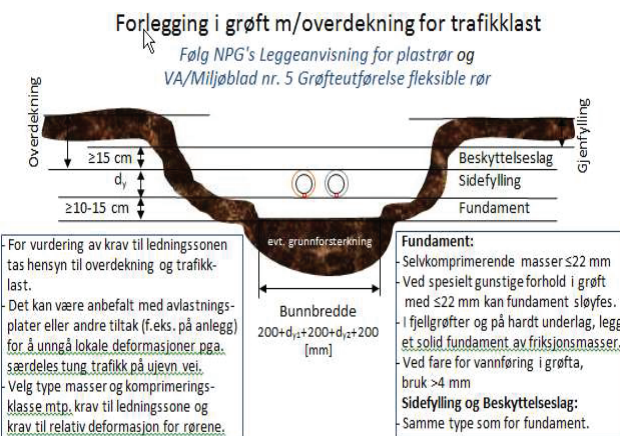 Forlegging i grøft m/overdekning for trafikklast
Følg NPG's Leggeanvisning for plastrør og
VA/Miljøblad nr. 5 Grøfteutførelse fleksible rør
Overdekning
≥15 cm
dy
≥10-15 cm
Beskyttelseslag
Sidefylling
Fundament
Gjenfylling
evt. grunnforsterkning
Bunnbredde
200+dy1+200+dy2+200
[mm]
- For vurdering av krav til ledningssonen
tas hensyn til overdekning og trafikk-
last.
- Det kan være anbefalt med avlastnings-
plater eller andre tiltak (f.eks. på anlegg)
for å unngå lokale deformasjoner pga.
særdeles tung trafikk på ujevn vei.
- Velg type masser og komprimerings-
klasse mtp. krav til ledningssone og
krav til relativ deformasjon for rørene.
Fundament:
- Selvkomprimerende masser ≤22 mm
- Ved spesielt gunstige forhold i grøft
med ≤22 mm kan fundament sløyfes.
- I fjellgrøfter og på hardt underlag, legg
et solid fundament av friksjonsmasser.
- Ved fare for vannføring i grøfta,
bruk >4 mm
Sidefylling og Beskyttelseslag:
- Samme type som for fundament.